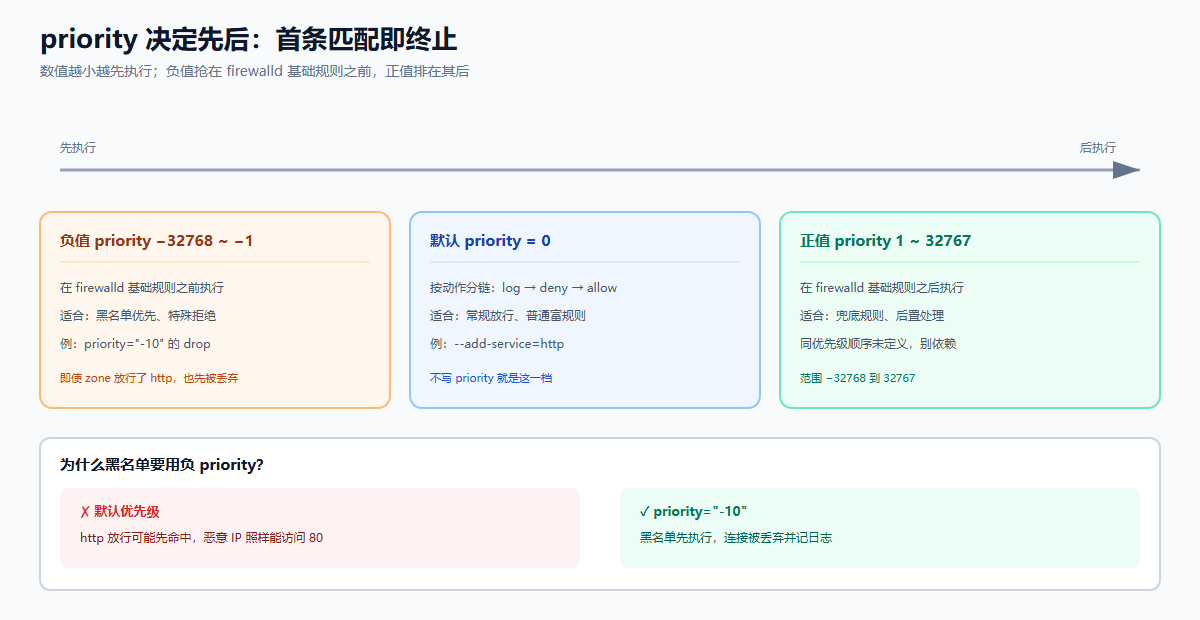 priority 决定先后：首条匹配即终止
数值越小越先执行；负值抢在 firewalld 基础规则之前，正值排在其后
先执行
后执行
负值 priority −32768 ~ −1
在 firewalld 基础规则之前执行
适合：黑名单优先、特殊拒绝
例：priority="-10" 的 drop
即使 zone 放行了 http，也先被丢弃
默认 priority = 0
按动作分链：log → deny → allow
适合：常规放行、普通富规则
例：--add-service=http
不写 priority 就是这一档
正值 priority 1 ~ 32767
在 firewalld 基础规则之后执行
适合：兜底规则、后置处理
同优先级顺序未定义，别依赖
范围 −32768 到 32767
为什么黑名单要用负 priority？
✗ 默认优先级
http 放行可能先命中，恶意 IP 照样能访问 80
✓ priority="-10"
黑名单先执行，连接被丢弃并记日志